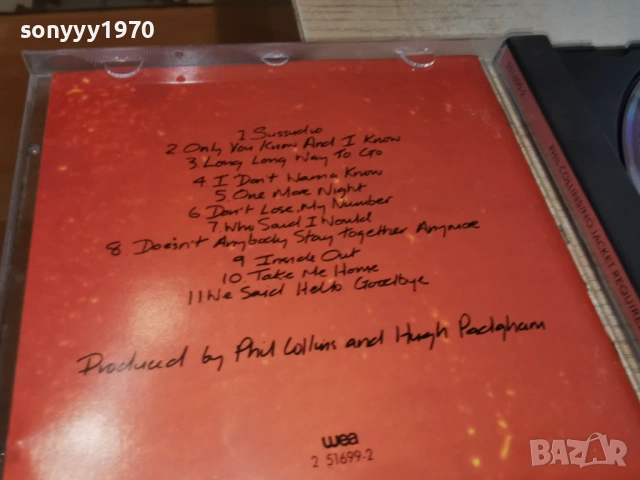 sonyyy1970
1 Sussudio
2. Only You Know And I Know
3. Long Long Way To Go
4. I Don't Wanna Know
5. One More Night
6 Don't Lose My Number
7. Who Said I Would
8 Doesn't Anybody Stay Together Anymore
9 Inside Out
10 Take Me Home
11 We Said Hello Goodbye
Produced by Phil Collins and Hugh Padgham
wea
2 51699-2
PHIL COLLINS/NO JACKET REQUIRE
BAZAR
bg